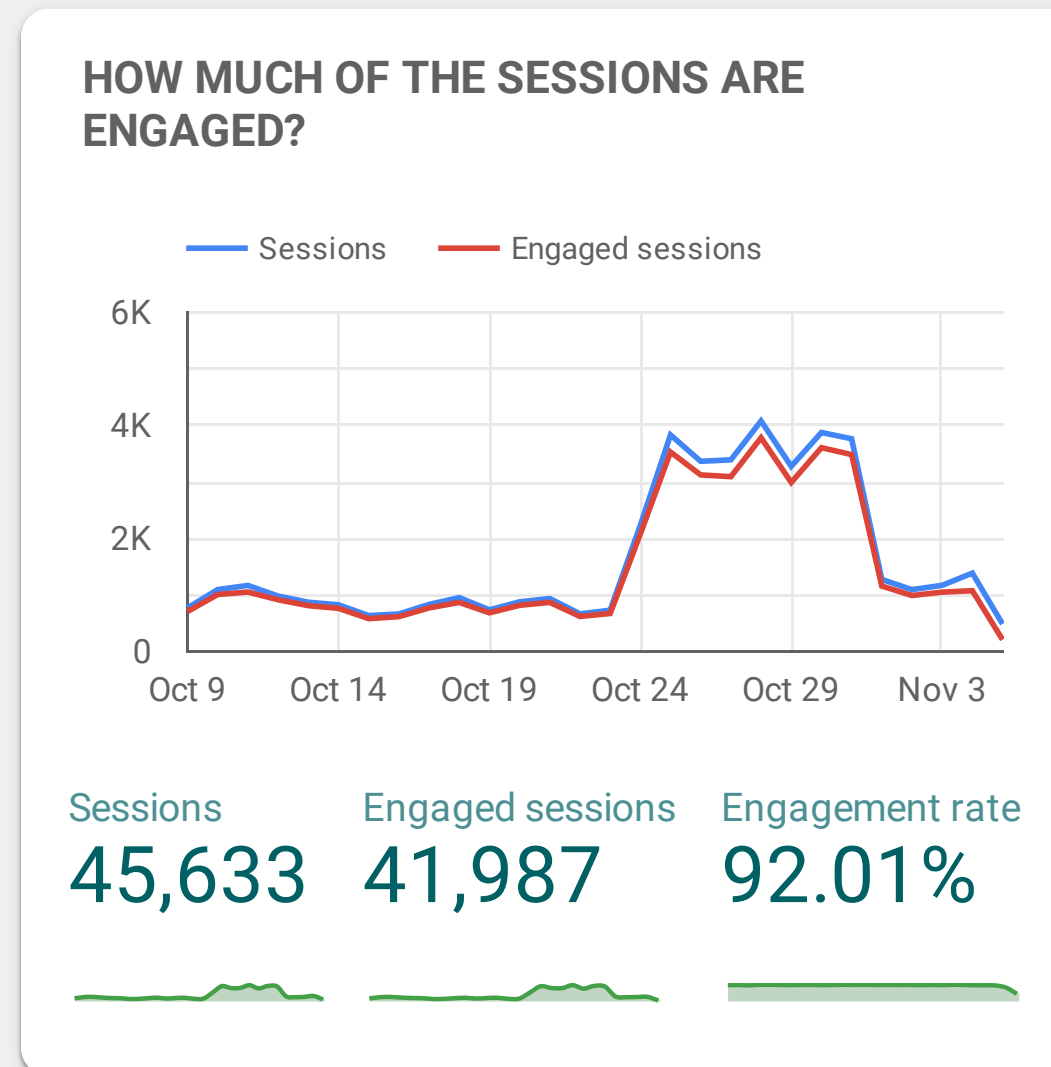 HOW MUCH OF THE SESSIONS ARE
ENGAGED?
Sessions
Engaged sessions
6K
4K
2K
0
Oct 9
Oct 14
Oct 19
Oct 24
Oct 29
Nov 3
Sessions
45,633
Engaged sessions
41,987
Engagement rate
92.01%